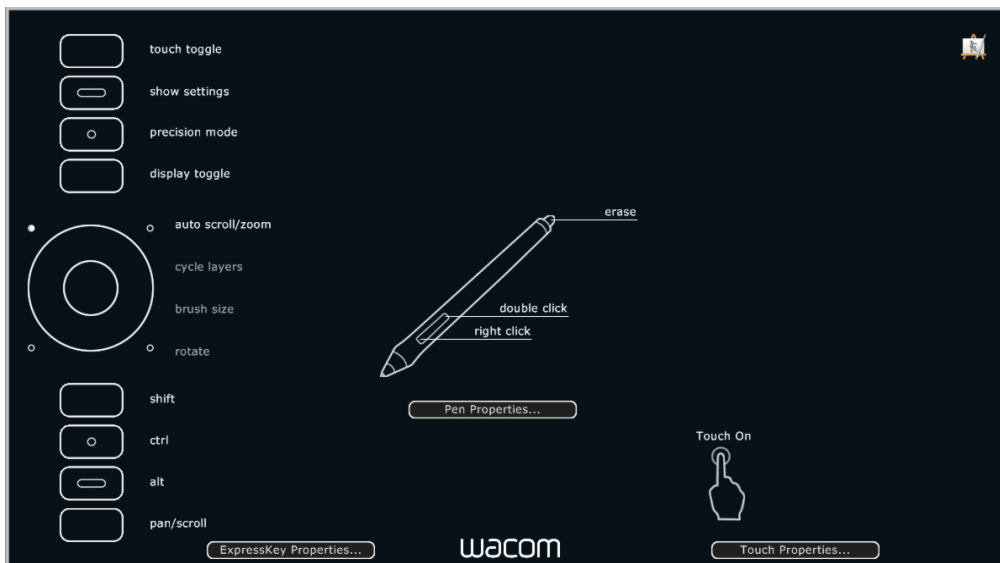 touch toggle
show settings
precision mode
display toggle
auto scroll/zoom
cycle layers
brush size
rotate
shift
ctrl
alt
pan/scroll
ExpressKey Properties...
erase
double click
right click
Pen Properties...
wacom
Touch On
Touch Properties...